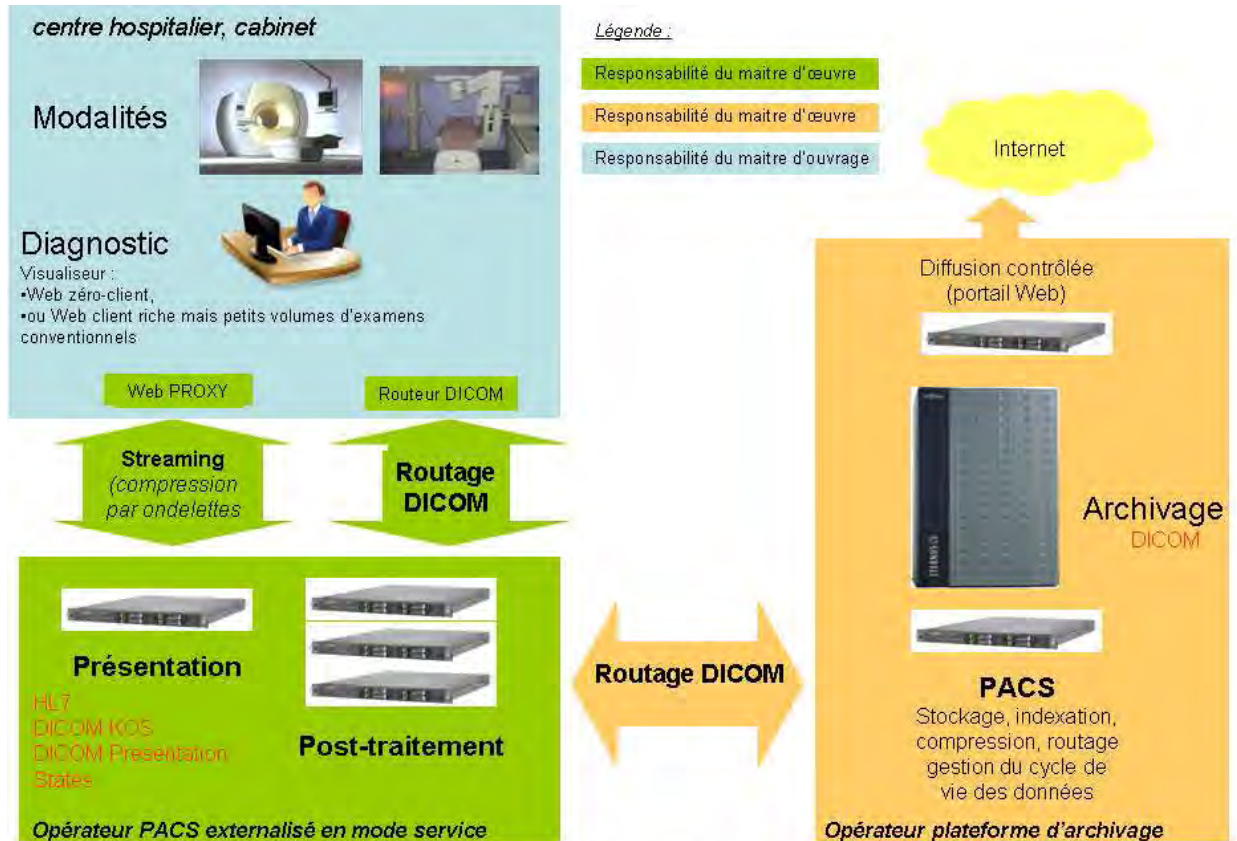 centre hospitalier, cabinet
Modalités
Diagnostic
Visualiseur :
•Web zéro-client,
•ou Web client riche mais petits volumes d'examens
conventionnels
Web PROXY
Routeur DICOM
Légende :
Responsabilité du maitre d'œuvre
Responsabilité du maitre d'œuvre
Responsabilité du maitre d'ouvrage
Internet
Diffusion contrôlée
(portail Web)
Streaming
(compression
par ondelettes
Routage
DICOM
Archivage
DICOM
Présentation
HL7
DICOM KOS
DICOM Presentation
States
Post-traitement
Opérateur PACS externalisé en mode service
Routage DICOM
PACS
Stockage, indexation,
compression, routage
gestion du cycle de
vie des données
Opérateur plateforme d'archivage